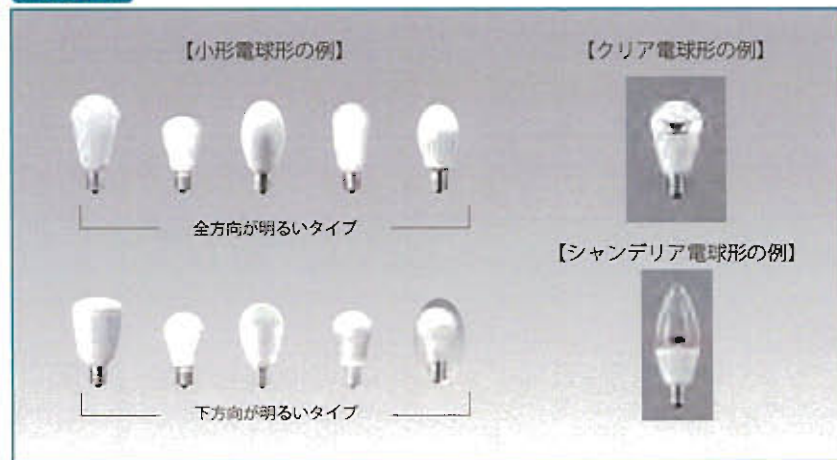 【小形電球形の例】
全方向が明るいタイプ
下方向が明るいタイプ
【クリア電球形の例】
【シャンデリア電球形の例】